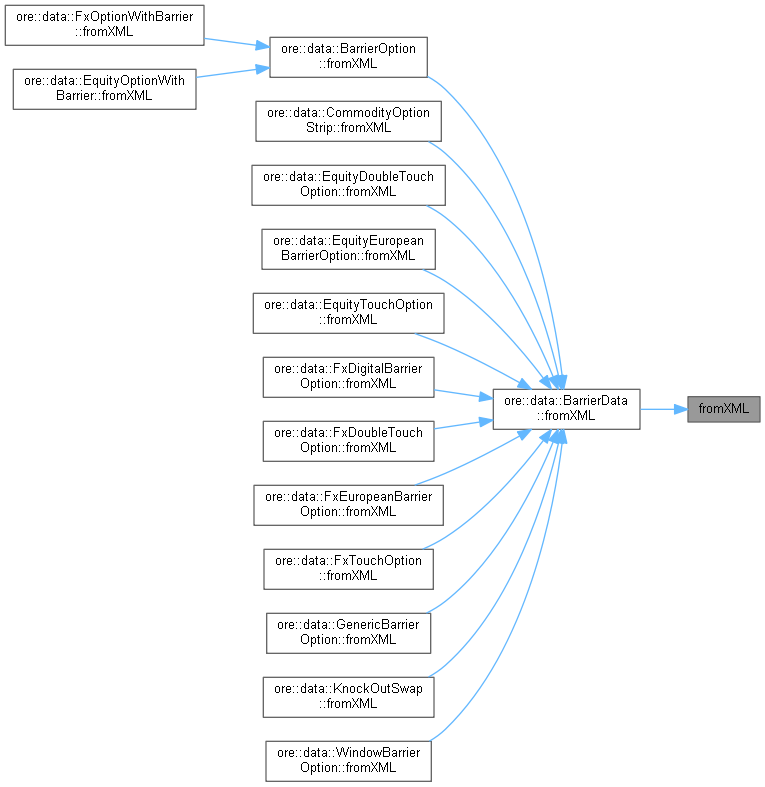 ore::data::FxOptionWithBarrier
::fromXML
ore::data::EquityOptionWith
Barrier::fromXML
ore::data::BarrierOption
::fromXML
ore::data::CommodityOption
Strip::fromXML
ore::data::EquityDoubleTouch
Option::fromXML
ore::data::EquityEuropean
BarrierOption::fromXML
ore::data::EquityTouchOption
::fromXML
ore::data::FxDigitalBarrier
Option::fromXML
ore::data::FxDoubleTouch
Option::fromXML
ore::data::FxEuropeanBarrier
Option::fromXML
ore::data::FxTouchOption
::fromXML
ore::data::GenericBarrier
Option::fromXML
ore::data::KnockOutSwap
::fromXML
ore::data::WindowBarrier
Option::fromXML
ore::data::BarrierData
::fromXML
fromXML